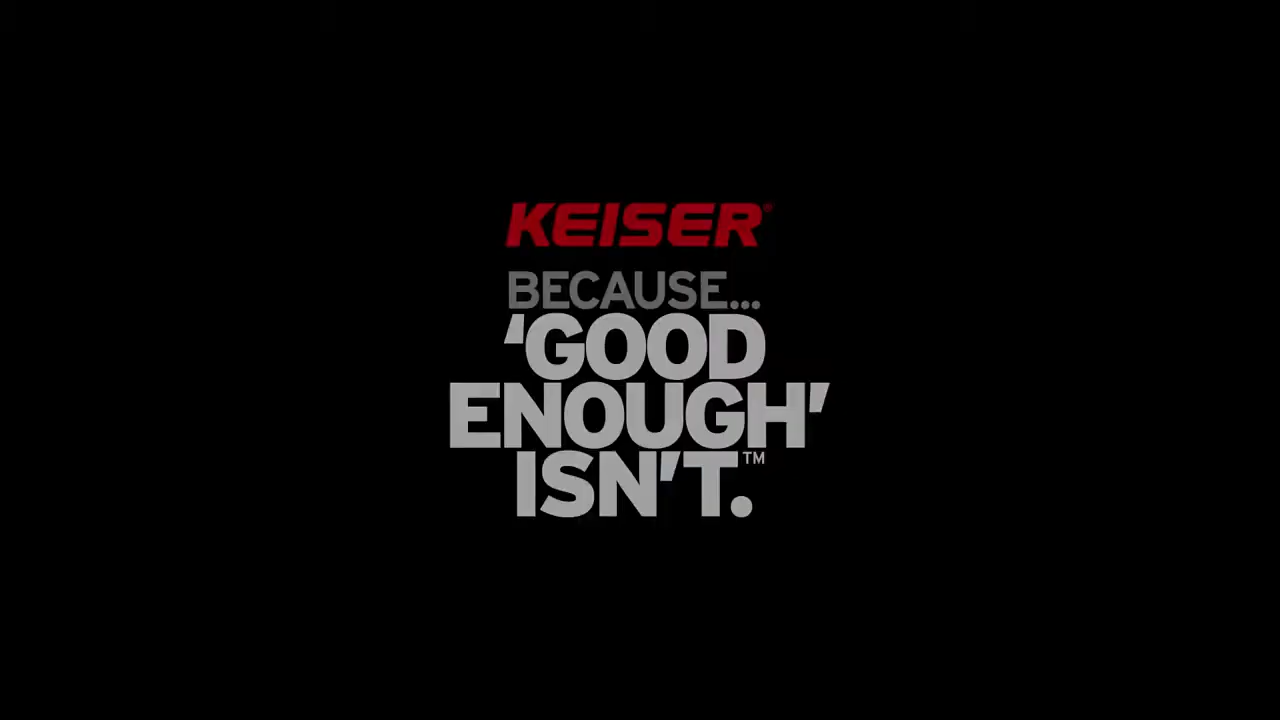 KEISER®
BECAUSE...
‘GOOD
ENOUGH’
ISN'T.™